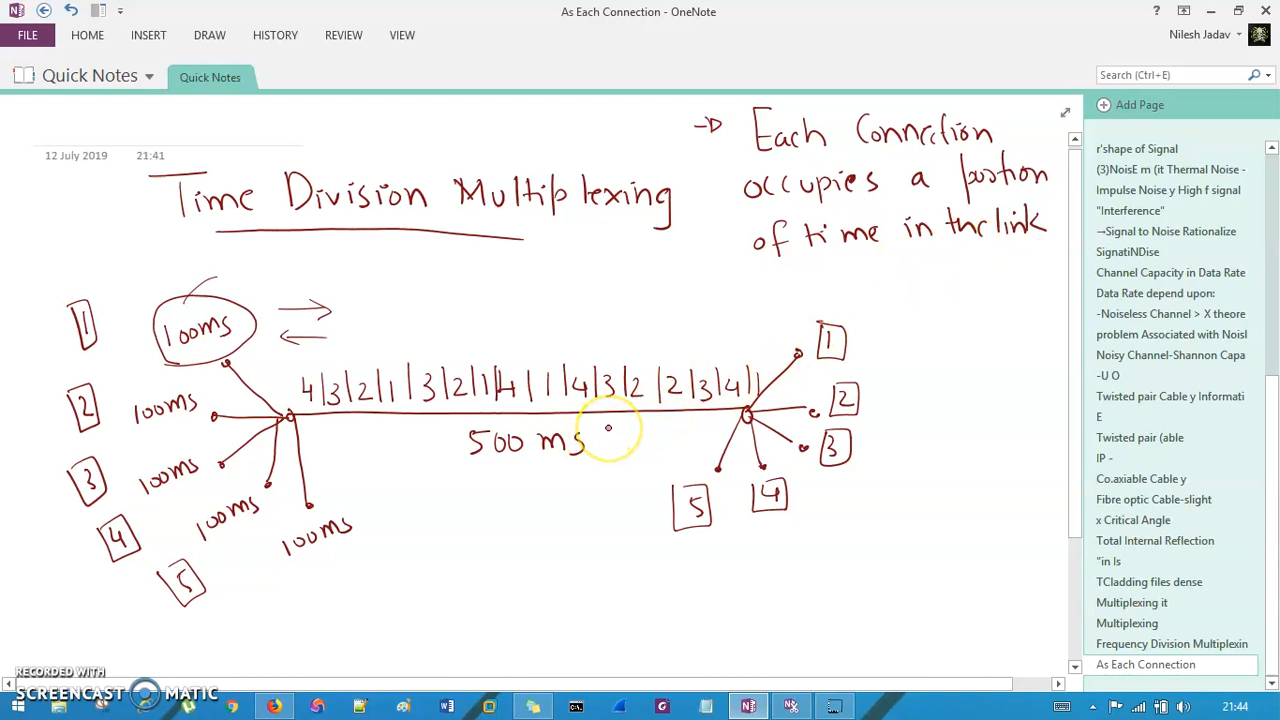 As Each Connection - OneNote
FILE HOME INSERT DRAW HISTORY REVIEW VIEW
Nilesh Jadav
Quick Notes
Quick Notes
Search (Ctrl+E)
Add Page
12 July 2019 21:41
Time Division Multiplexing
→ Each Connection
occupies a portion
of time in the link
1
100ms
2
100ms
3
100ms
4
100ms
5
100ms
4|3|2|1|3|2|1|4|1|4|3|2|2|3|4|1
500 ms
1
2
3
4
5
r'shape of Signal
(3)NoisE m (it Thermal Noise -
Impulse Noise y High f signal
"Interference"
→Signal to Noise Rationalize
SignatiNDise
Channel Capacity in Data Rate
Data Rate depend upon:
-Noiseless Channel > X theore
problem Associated with Noisl
Noisy Channel-Shannon Capa
-U O
Twisted pair Cable y Informati
E
Twisted pair (able
IP -
Co.axiable Cable y
Fibre optic Cable-slight
x Critical Angle
Total Internal Reflection
"in Is
TCladding files dense
Multiplexing it
Multiplexing
Frequency Division Multiplexin
As Each Connection
RECORDED WITH
SCREENCAST MATIC
21:44